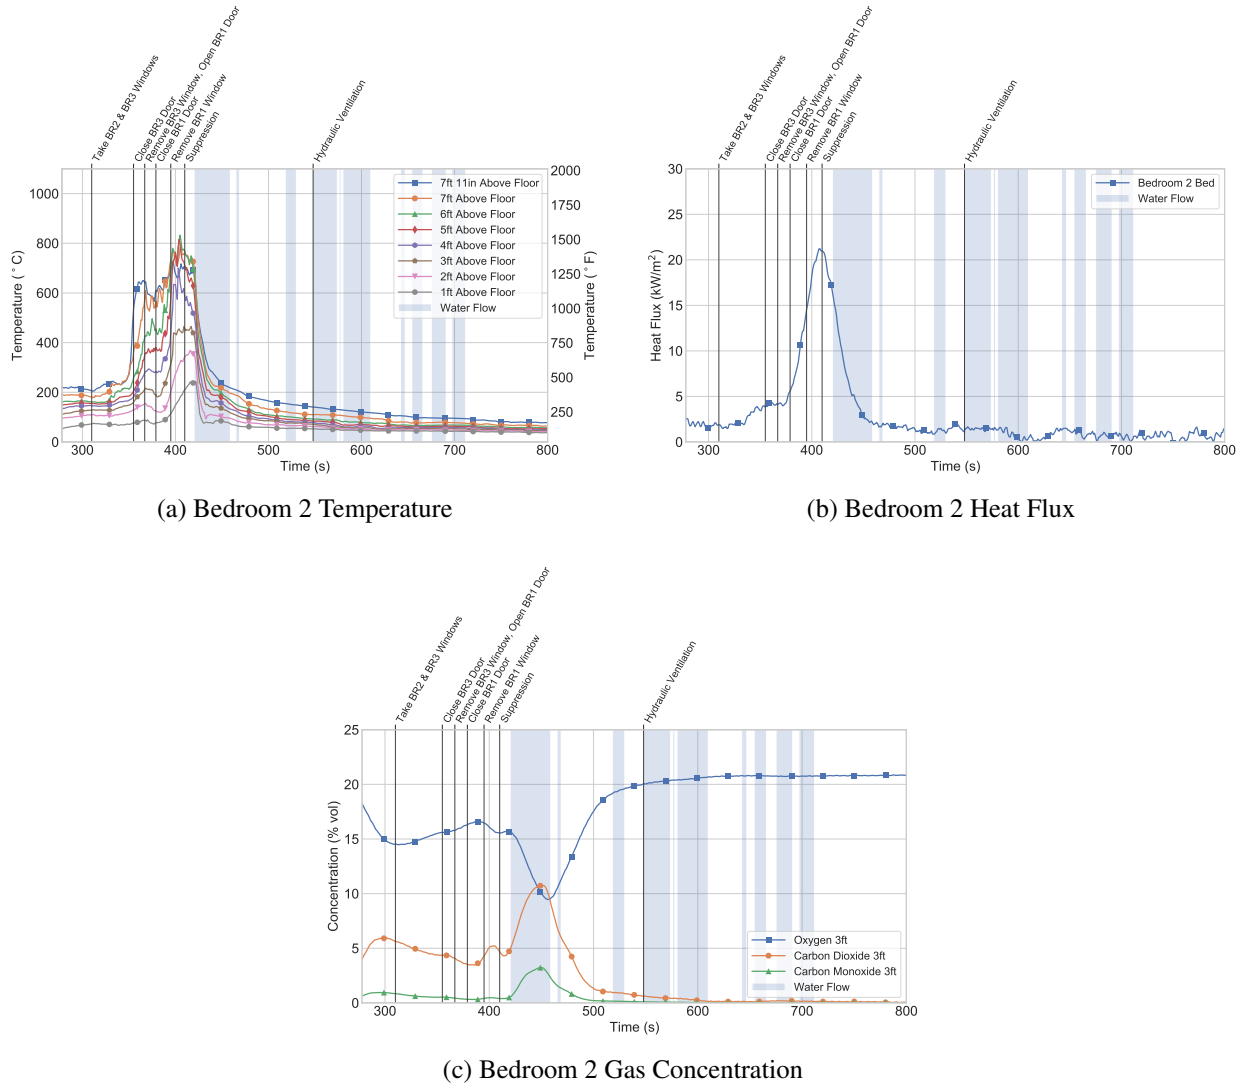 Take BR2 & BR3 Windows
Close BR3 Door
Remove BR3 Window, Open BR1 Door
Close BR1 Door
Remove BR1 Window
Suppression
Hydraulic Ventilation
1000
800
600
400
200
0
Temperature (°C)
2000
1750
1500
1250
1000
750
500
250
Temperature (°F)
7ft 11in Above Floor
7ft Above Floor
6ft Above Floor
5ft Above Floor
4ft Above Floor
3ft Above Floor
2ft Above Floor
1ft Above Floor
Water Flow
300 400 500 600 700 800
Time (s)
(a) Bedroom 2 Temperature
Take BR2 & BR3 Windows
Close BR3 Door
Remove BR3 Window, Open BR1 Door
Close BR1 Door
Remove BR1 Window
Suppression
Hydraulic Ventilation
30
25
20
15
10
5
0
Heat Flux (kW/m²)
Bedroom 2 Bed
Water Flow
300 400 500 600 700 800
Time (s)
(b) Bedroom 2 Heat Flux
Take BR2 & BR3 Windows
Close BR3 Door
Remove BR3 Window, Open BR1 Door
Close BR1 Door
Remove BR1 Window
Suppression
Hydraulic Ventilation
25
20
15
10
5
0
Concentration (% vol)
Oxygen 3ft
Carbon Dioxide 3ft
Carbon Monoxide 3ft
Water Flow
300 400 500 600 700 800
Time (s)
(c) Bedroom 2 Gas Concentration